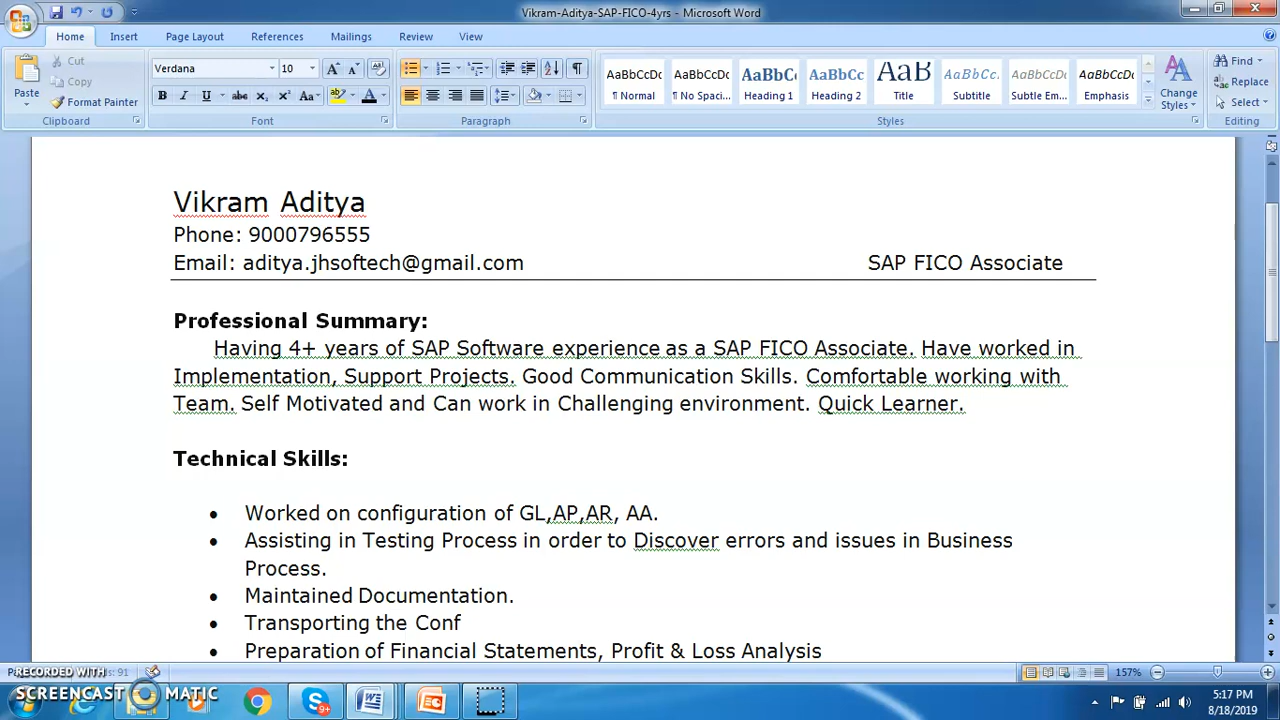 Vikram-Aditya-SAP-FICO-4yrs - Microsoft Word
Home Insert Page Layout References Mailings Review View
Paste
Cut
Copy
Format Painter
Clipboard
Verdana 10
B I U abc x₂ x² Aa
Font
Paragraph
AaBbCcDc AaBbCcDc AaBbC AaBbCc AaB AaBbCc. AaBbCcDc AaBbCcDc
¶ Normal ¶ No Spaci... Heading 1 Heading 2 Title Subtitle Subtle Em... Emphasis
Styles
Change Styles
Find
Replace
Select
Editing
Vikram Aditya
Phone: 9000796555
Email: aditya.jhsoftech@gmail.com SAP FICO Associate
Professional Summary:
Having 4+ years of SAP Software experience as a SAP FICO Associate. Have worked in
Implementation, Support Projects. Good Communication Skills. Comfortable working with
Team. Self Motivated and Can work in Challenging environment. Quick Learner.
Technical Skills:
• Worked on configuration of GL,AP,AR, AA.
• Assisting in Testing Process in order to Discover errors and issues in Business
Process.
• Maintained Documentation.
• Transporting the Conf
• Preparation of Financial Statements, Profit & Loss Analysis
157%
RECORDED WITH
SCREENCAST MATIC
9+
5:17 PM
8/18/2019